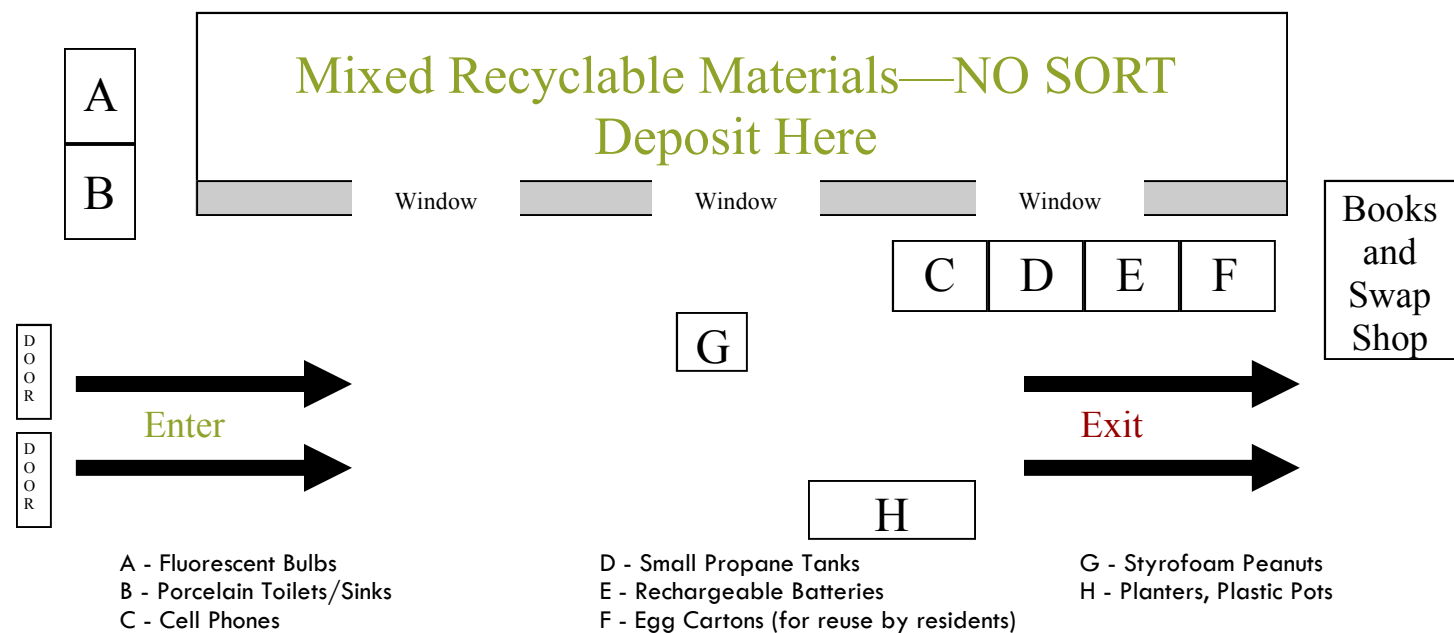 Mixed Recyclable Materials—NO SORT
Deposit Here
A
B
Window
Window
Window
Books
and
Swap
Shop
C
D
E
F
G
DOOR
Enter
Exit
DOOR
H
A - Fluorescent Bulbs
B - Porcelain Toilets/Sinks
C - Cell Phones
D - Small Propane Tanks
E - Rechargeable Batteries
F - Egg Cartons (for reuse by residents)
G - Styrofoam Peanuts
H - Planters, Plastic Pots